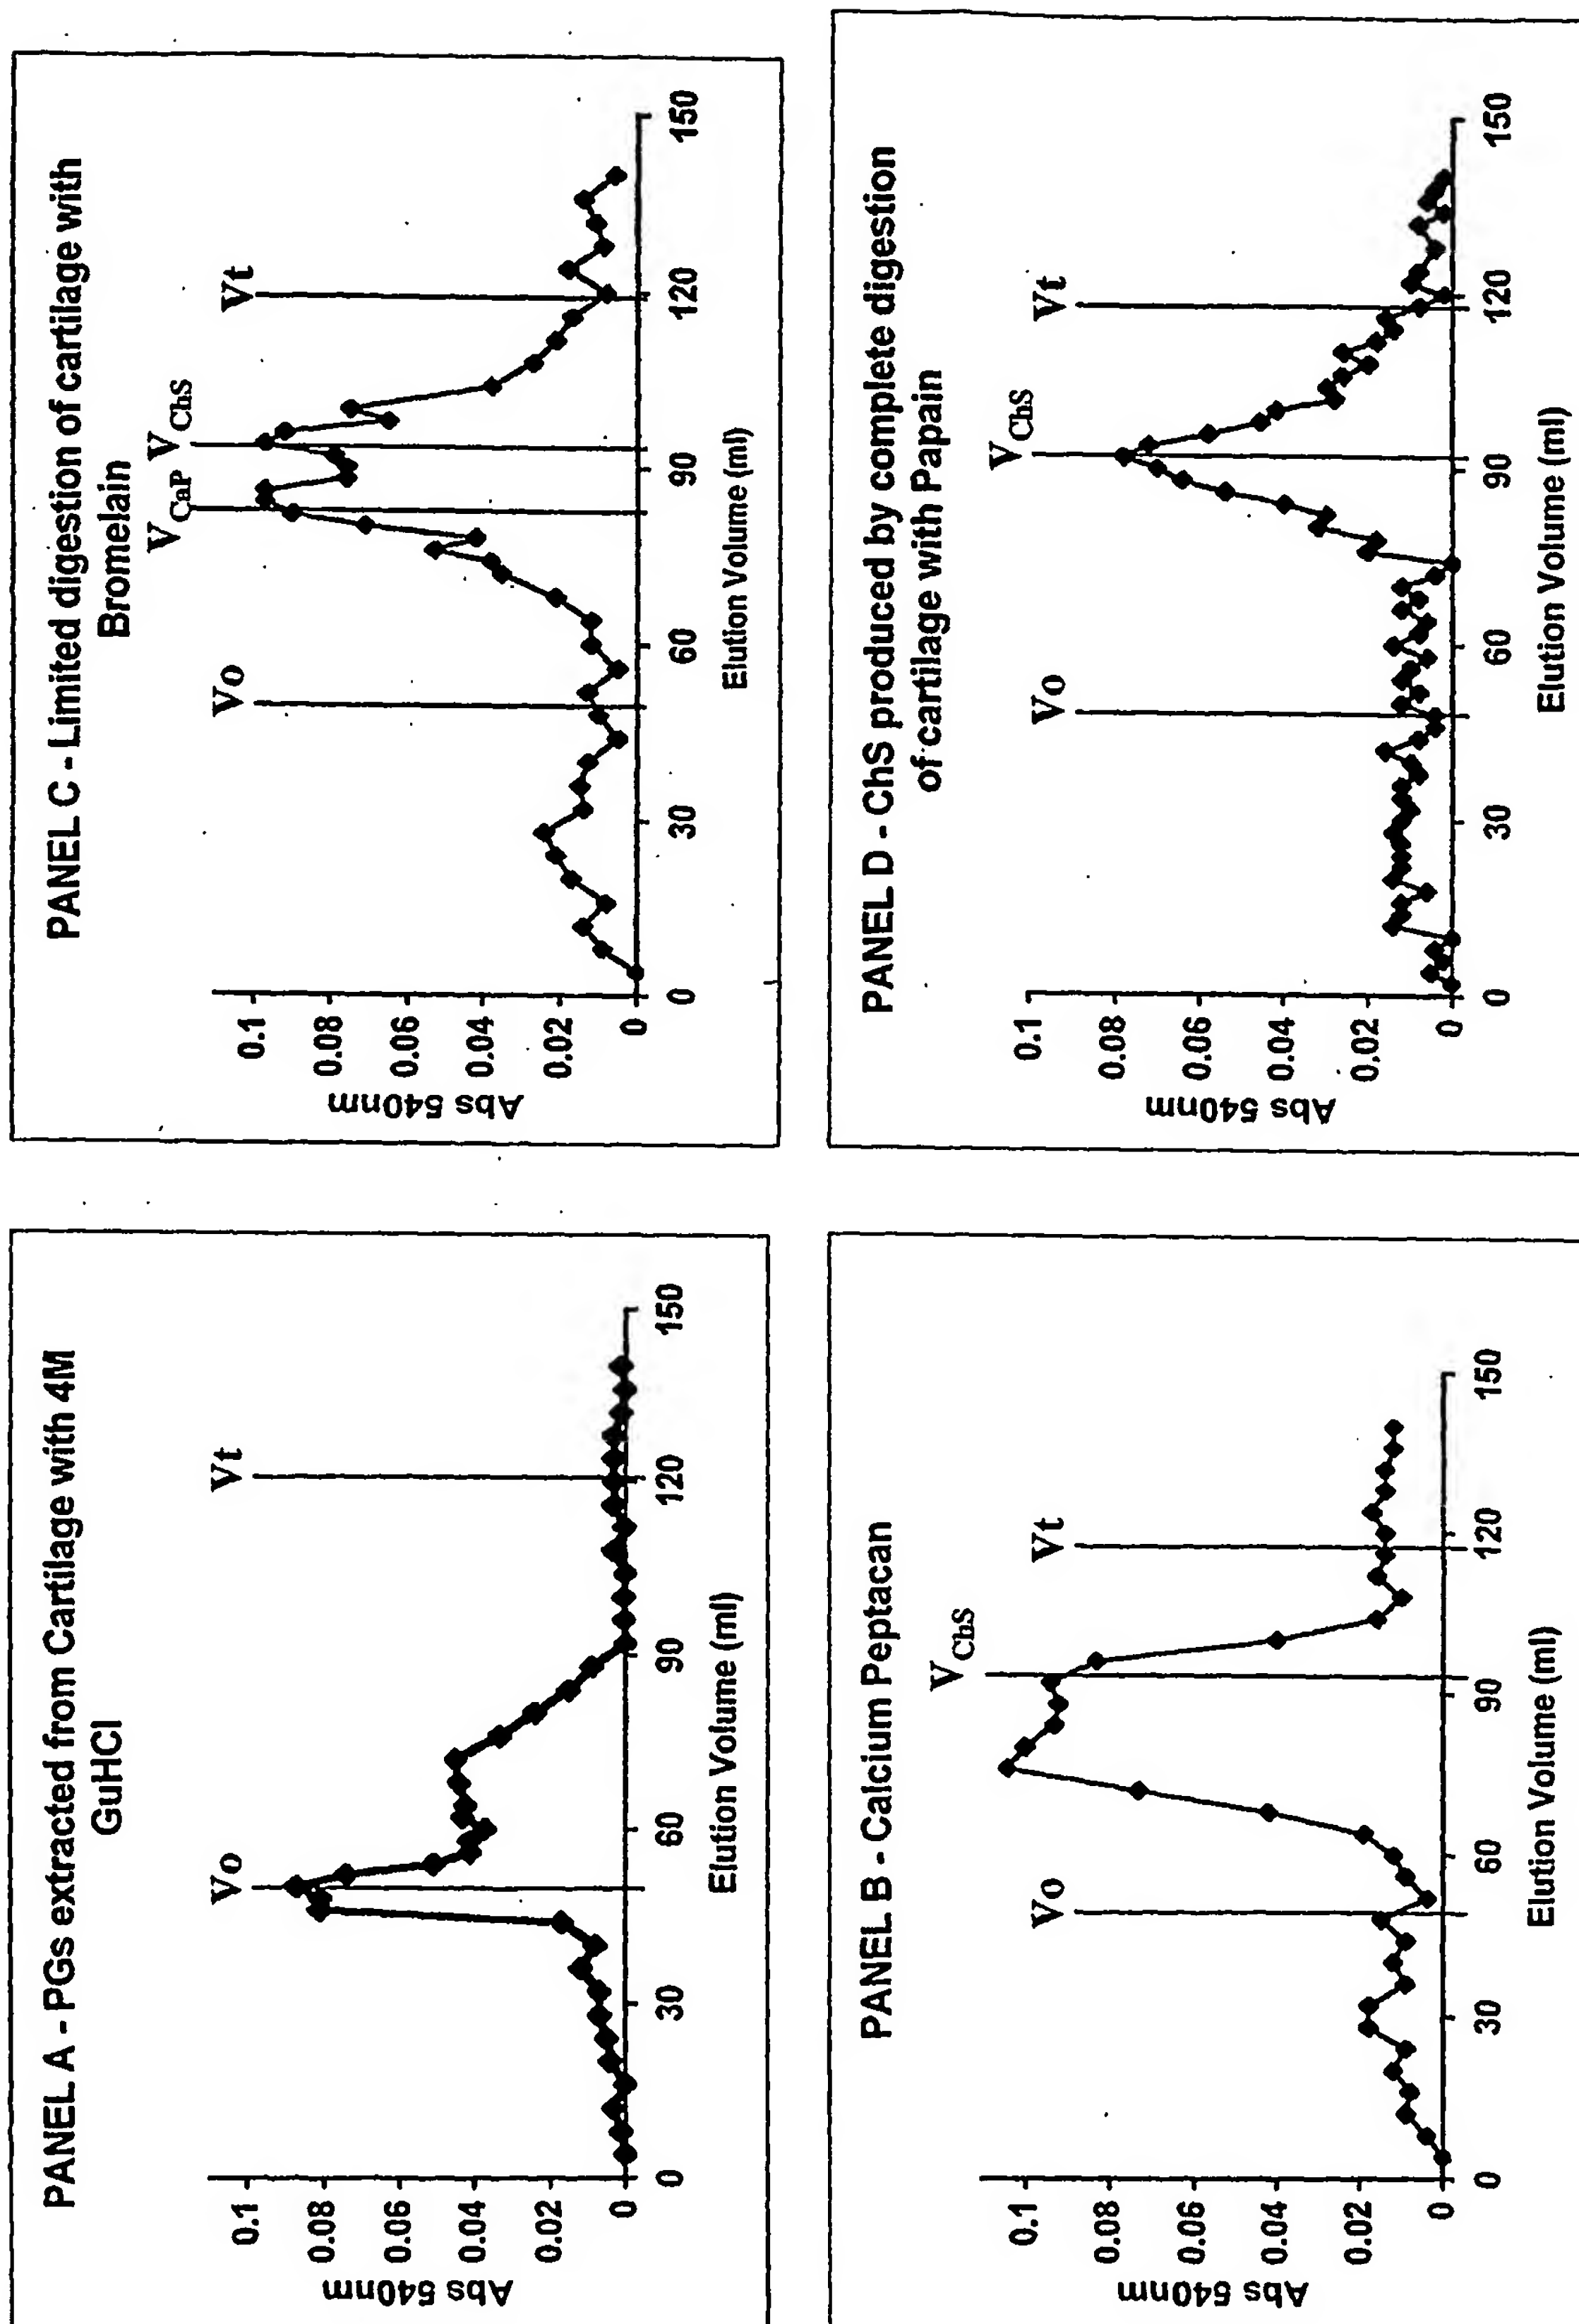 PANEL A - PGs extracted from Cartilage with 4M
GuHCl
Vo
Vt
Abs 540nm
0.1
0.08
0.06
0.04
0.02
0
0
30
60
90
120
150
Elution Volume (ml)
PANEL B - Calcium Peptacan
Vo
VChS
Vt
Abs 540nm
0.1
0.08
0.06
0.04
0.02
0
0
30
60
90
120
150
Elution Volume (ml)
PANEL C - Limited digestion of cartilage with
Bromelain
Vo
VCaP
VChS
Vt
Abs 540nm
0.1
0.08
0.06
0.04
0.02
0
0
30
60
90
120
150
Elution Volume (ml)
PANEL D - ChS produced by complete digestion
of cartilage with Papain
Vo
VChS
Vt
Abs 540nm
0.1
0.08
0.06
0.04
0.02
0
0
30
60
90
120
150
Elution Volume (ml)